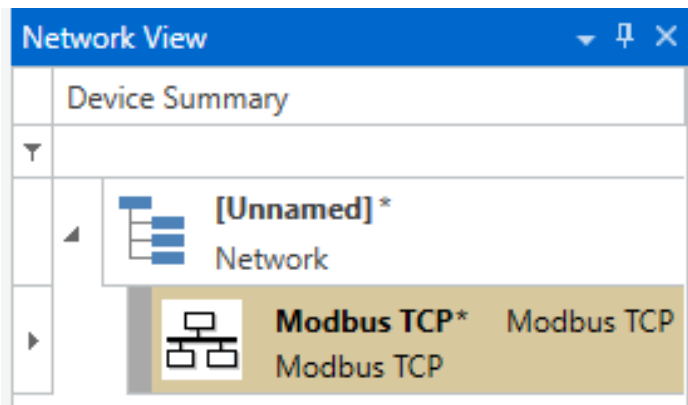 Network View
Device Summary
[Unnamed] *
Network
Modbus TCP* Modbus TCP
Modbus TCP